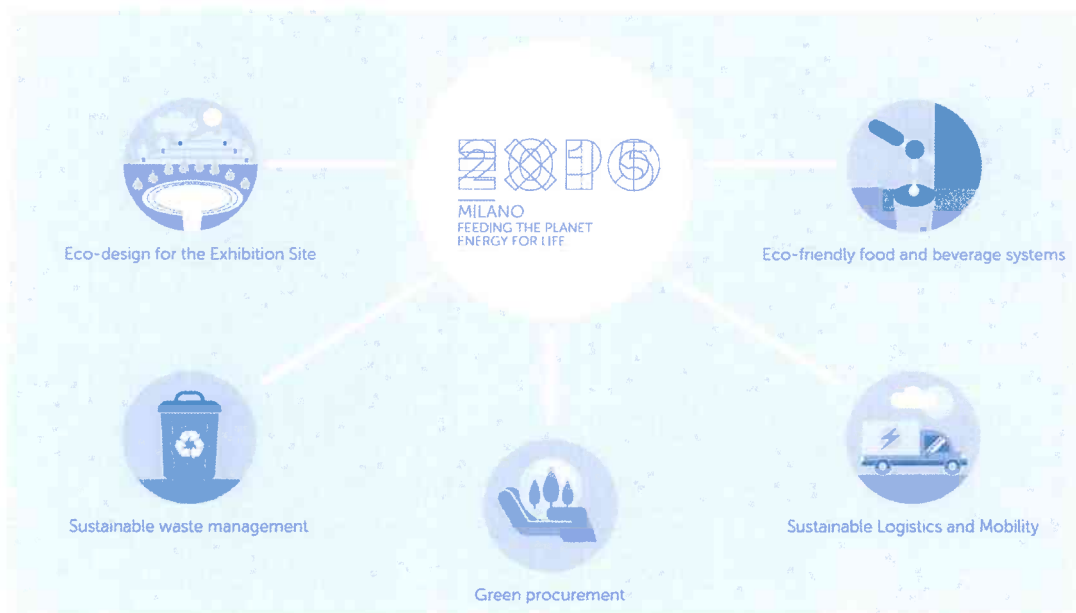 2015
EXPO
MILANO
FEEDING THE PLANET
ENERGY FOR LIFE
Eco-design for the Exhibition Site
Eco-friendly food and beverage systems
Sustainable waste management
Sustainable Logistics and Mobility
Green procurement